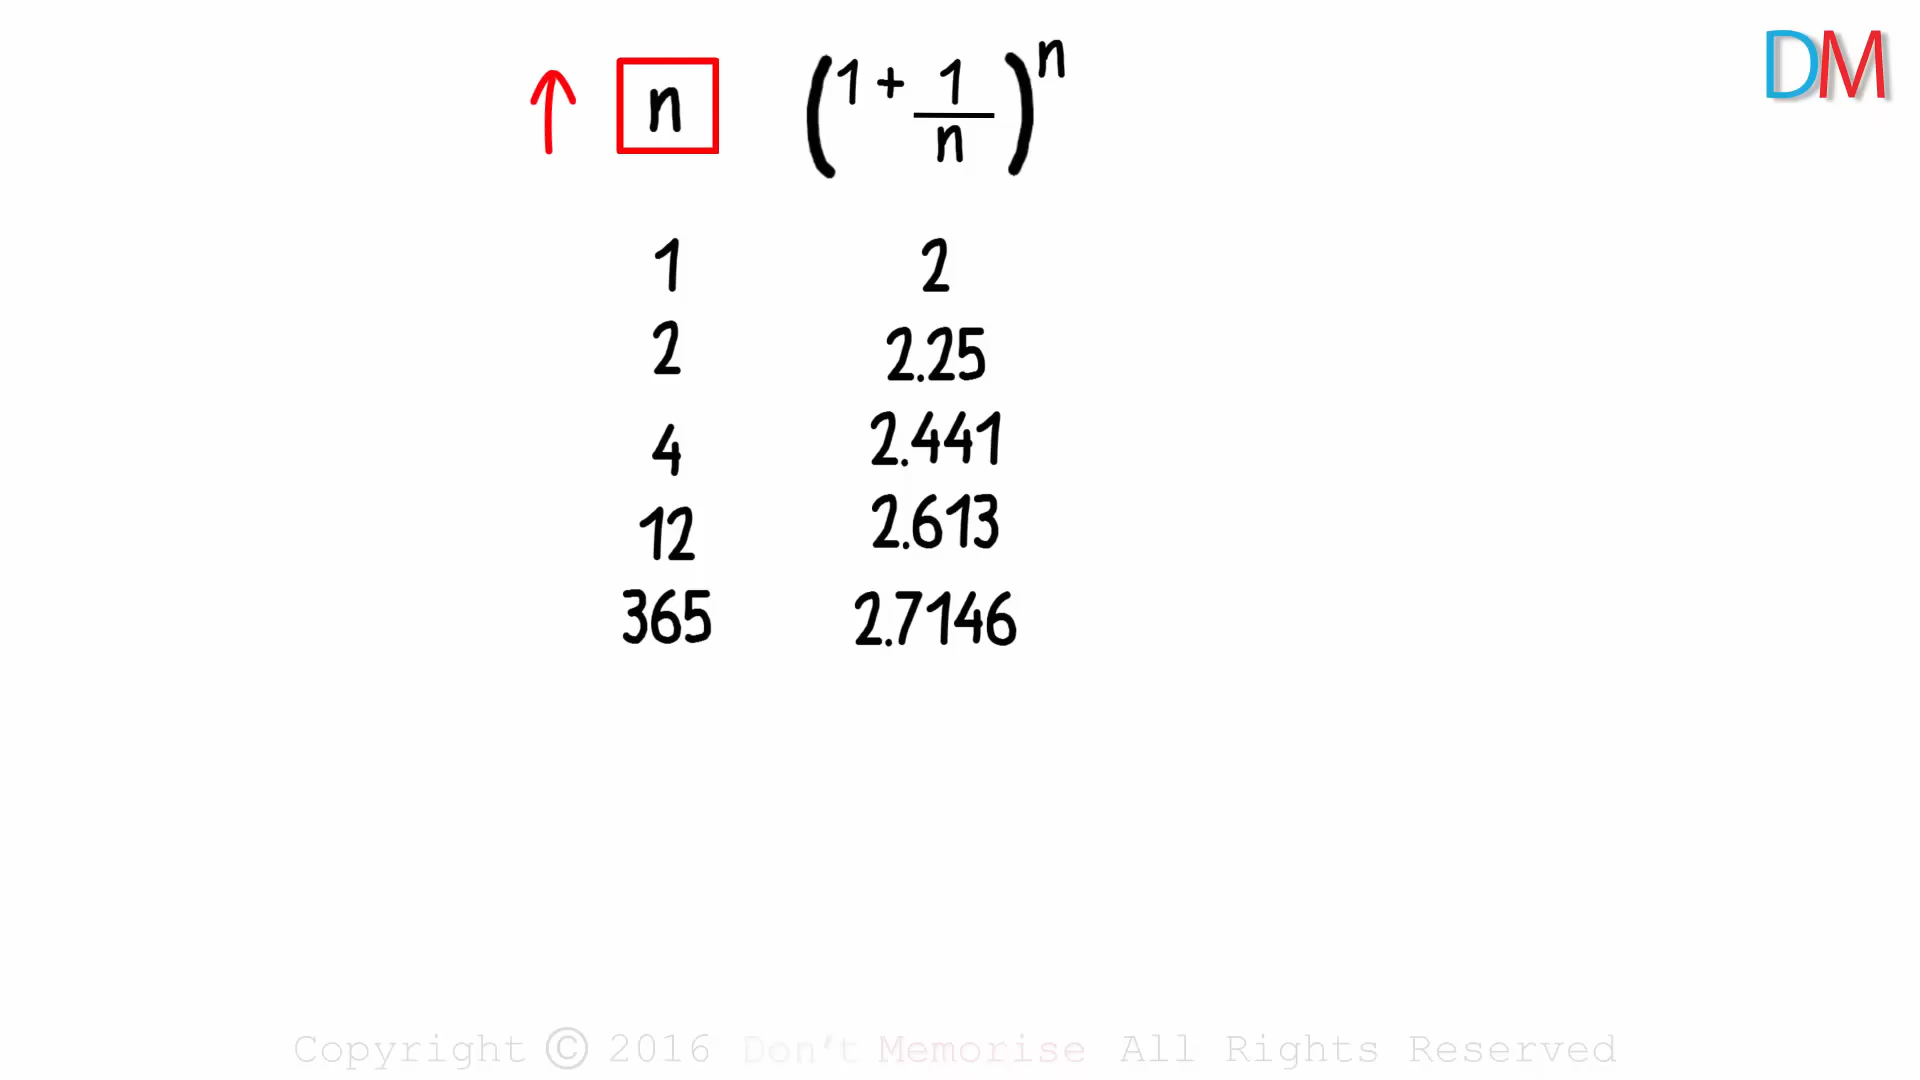 DM
n (1 + 1/n)^n
1 2
2 2.25
4 2.441
12 2.613
365 2.7146
Copyright © 2016 Don't Memorise All Rights Reserved